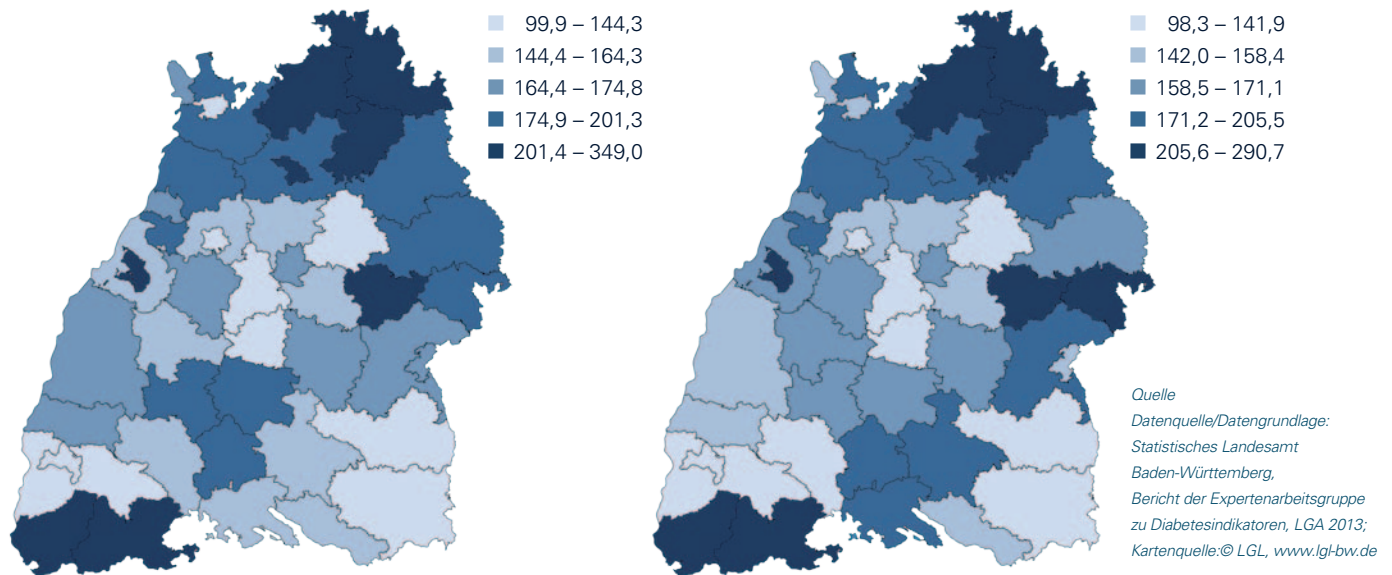 99,9 – 144,3
144,4 – 164,3
164,4 – 174,8
174,9 – 201,3
201,4 – 349,0
98,3 – 141,9
142,0 – 158,4
158,5 – 171,1
171,2 – 205,5
205,6 – 290,7
Quelle
Datenquelle/Datengrundlage:
Statistisches Landesamt
Baden-Württemberg,
Bericht der Expertenarbeitsgruppe
zu Diabetesindikatoren, LGA 2013;
Kartenquelle:© LGL, www.lgl-bw.de